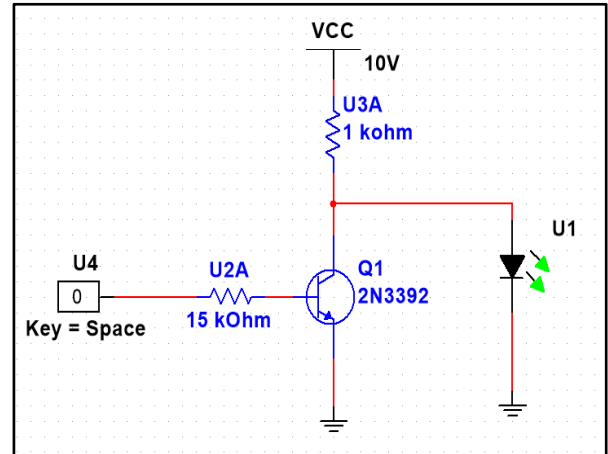 VCC
10V
U3A
1 kohm
U1
U4
0
Key = Space
U2A
15 kOhm
Q1
2N3392